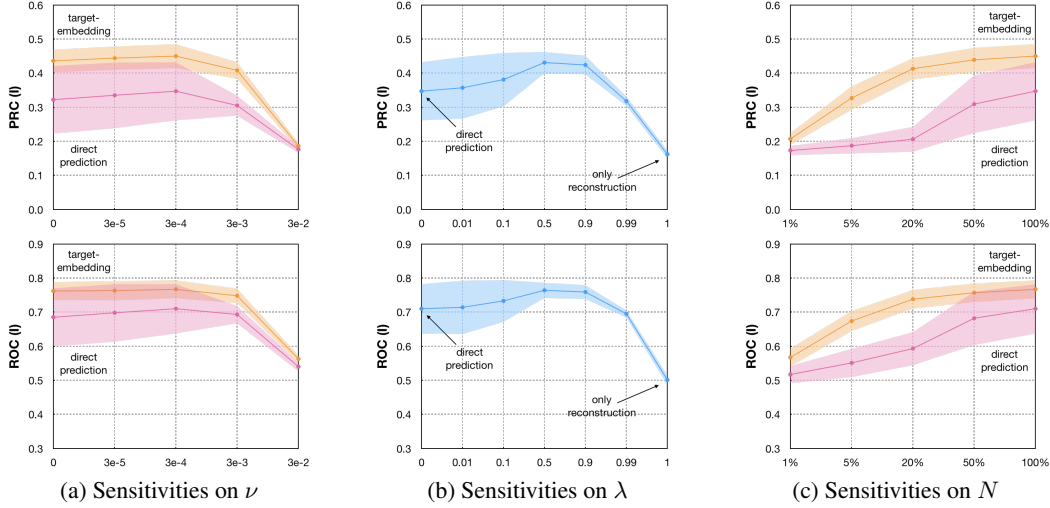 0.6
0.5
0.4
0.3
0.2
0.1
0.0
PRC (I)
target-
embedding
direct
prediction
0 3e-5 3e-4 3e-3 3e-2
0.6
0.5
0.4
0.3
0.2
0.1
0.0
PRC (I)
direct
prediction
only
reconstruction
0 0.01 0.1 0.5 0.9 0.99 1
0.6
0.5
0.4
0.3
0.2
0.1
0.0
PRC (I)
target-
embedding
direct
prediction
1% 5% 20% 50% 100%
0.9
0.8
0.7
0.6
0.5
0.4
0.3
ROC (I)
target-
embedding
direct
prediction
0 3e-5 3e-4 3e-3 3e-2
0.9
0.8
0.7
0.6
0.5
0.4
0.3
ROC (I)
direct
prediction
only
reconstruction
0 0.01 0.1 0.5 0.9 0.99 1
0.9
0.8
0.7
0.6
0.5
0.4
0.3
ROC (I)
target-
embedding
direct
prediction
1% 5% 20% 50% 100%
(a) Sensitivities on ν
(b) Sensitivities on λ
(c) Sensitivities on N